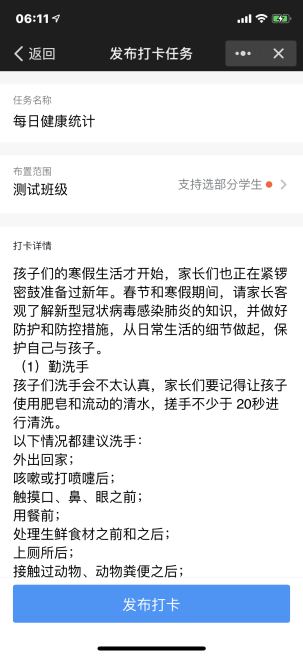 06:11
返回
发布打卡任务
任务名称
每日健康统计
布置范围
测试班级
支持选部分学生
打卡详情
孩子们的寒假生活才开始，家长们也正在紧锣
密鼓准备过新年。春节和寒假期间，请家长客
观了解新型冠状病毒感染肺炎的知识，并做好
防护和防控措施，从日常生活的细节做起，保
护自己与孩子。
（1）勤洗手
孩子们洗手会不太认真，家长们要记得让孩子
使用肥皂和流动的清水，搓手不少于 20秒进
行清洗。
以下情况都建议洗手：
外出回家；
咳嗽或打喷嚏后；
触摸口、鼻、眼之前；
用餐前；
处理生鲜食材之前和之后；
上厕所后；
接触过动物、动物粪便之后；
发布打卡